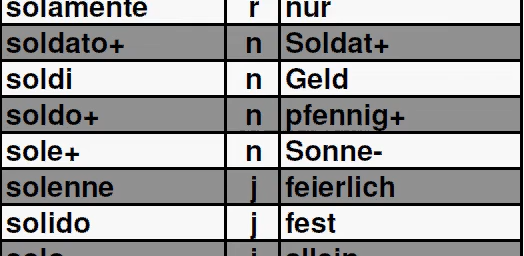 solamente r nur
soldato+ n Soldat+
soldi n Geld
soldo+ n pfennig+
sole+ n Sonne-
solenne j feierlich
solido j fest
solo j allein